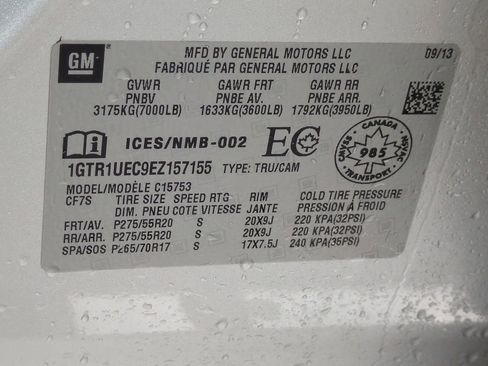 GM
MFD BY GENERAL MOTORS LLC 09/13
FABRIQUÉ PAR GENERAL MOTORS LLC
GVWR GAWR FRT GAWR RR
PNBV PNBE AV. PNBE ARR.
3175KG(7000LB) 1633KG(3600LB) 1792KG(3950LB)
ICES/NMB-002 EC CANADA CMVSS 985 NSVAC TRANSPORT
1GTR1UEC9EZ157155 TYPE: TRU/CAM
MODEL/MODÈLE C15753
CF7S TIRE SIZE SPEED RTG RIM COLD TIRE PRESSURE
DIM. PNEU COTE VITESSE JANTE PRESSION À FROID
FRT/AV. P275/55R20 S 20X9J 220 KPA(32PSI)
RR/ARR. P275/55R20 S 20X9J 220 KPA(32PSI)
SPA/SOS P265/70R17 S 17X7.5J 240 KPA(35PSI)